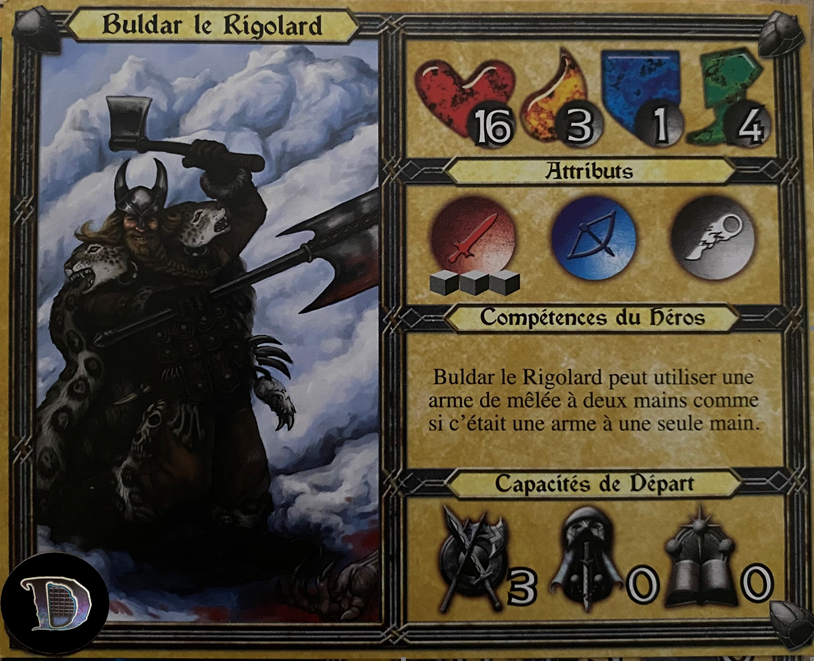 Buldar le Rigolard
16
3
1
4
Attributs
Compétences du Héros
Buldar le Rigolard peut utiliser une
arme de mêlée à deux mains comme
si c'était une arme à une seule main.
Capacités de Départ
3
0
0
D